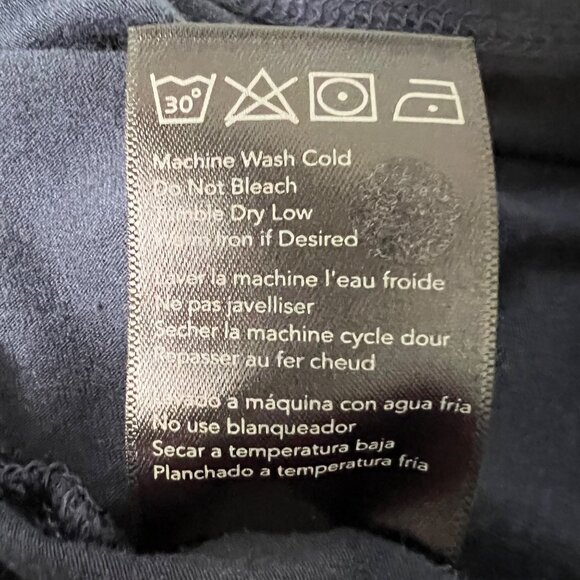 30°
Machine Wash Cold
Do Not Bleach
Tumble Dry Low
Warm Iron if Desired
Laver la machine l'eau froide
Ne pas javelliser
Secher la machine cycle dour
Repasser au fer cheud
Lavado a máquina con agua fria
No use blanqueador
Secar a temperatura baja
Planchado a temperatura fría